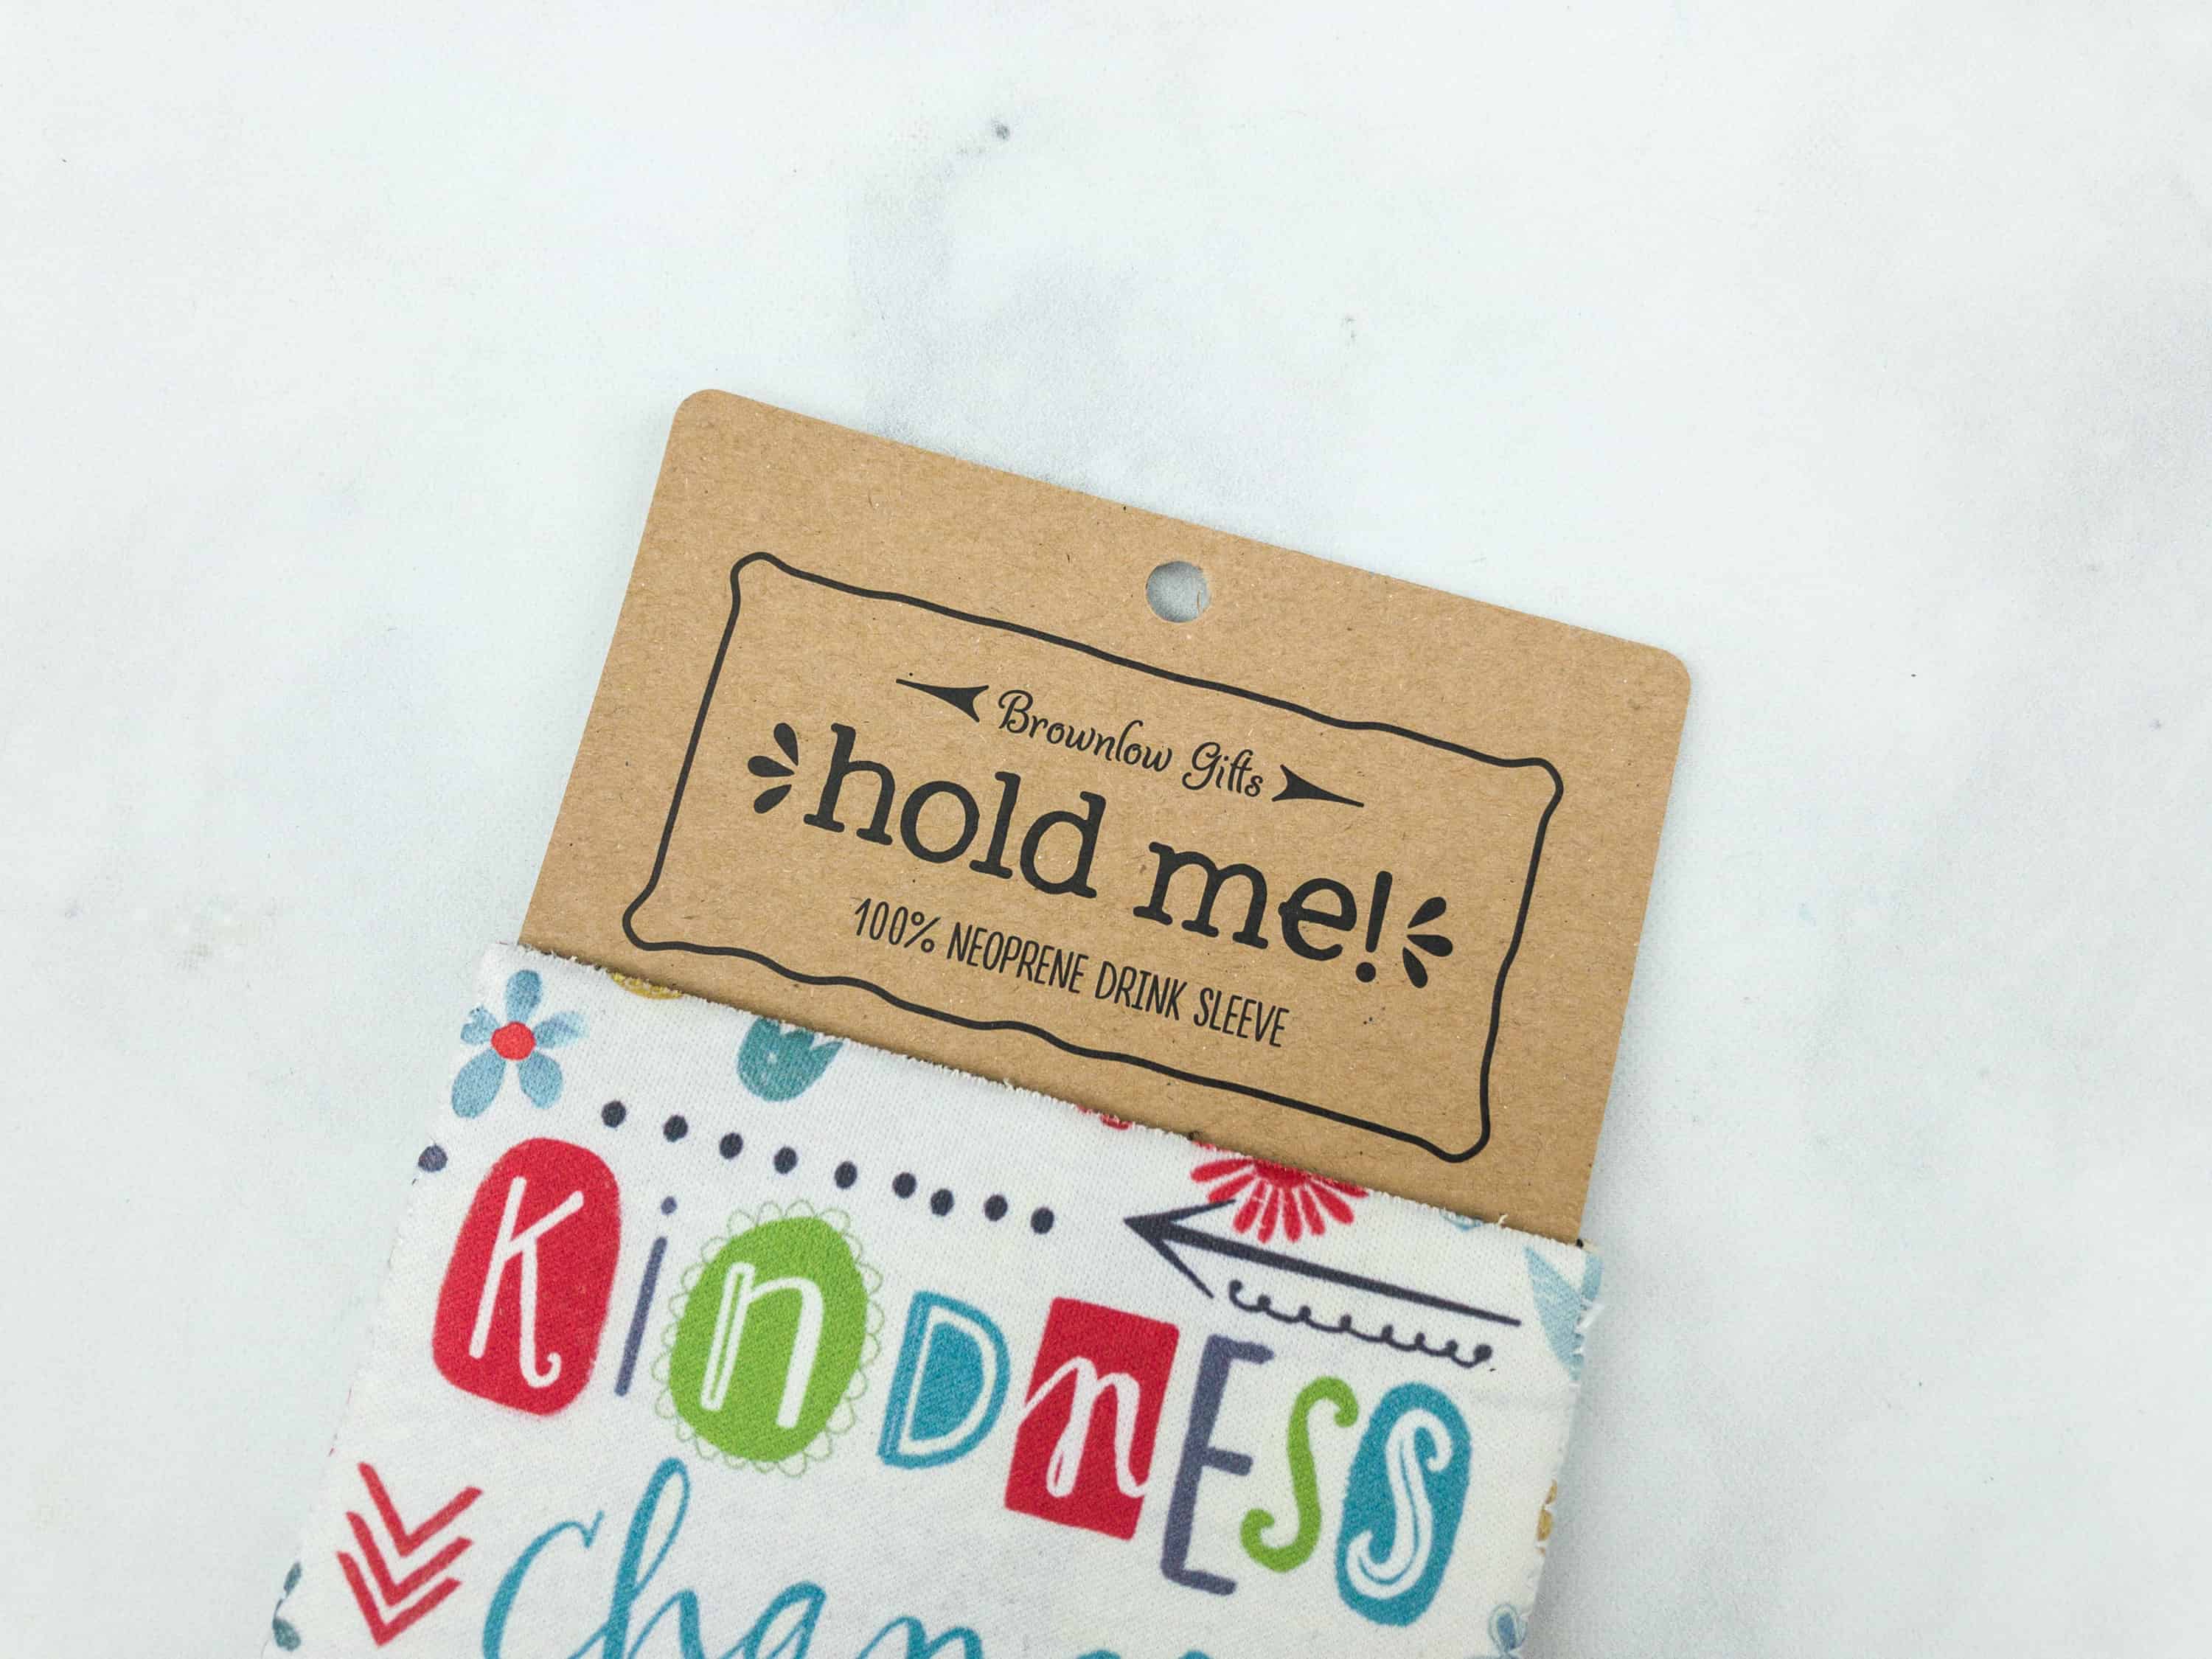 Brownlow Gifts
hold me!
100% NEOPRENE DRINK SLEEVE
KiNDNESS